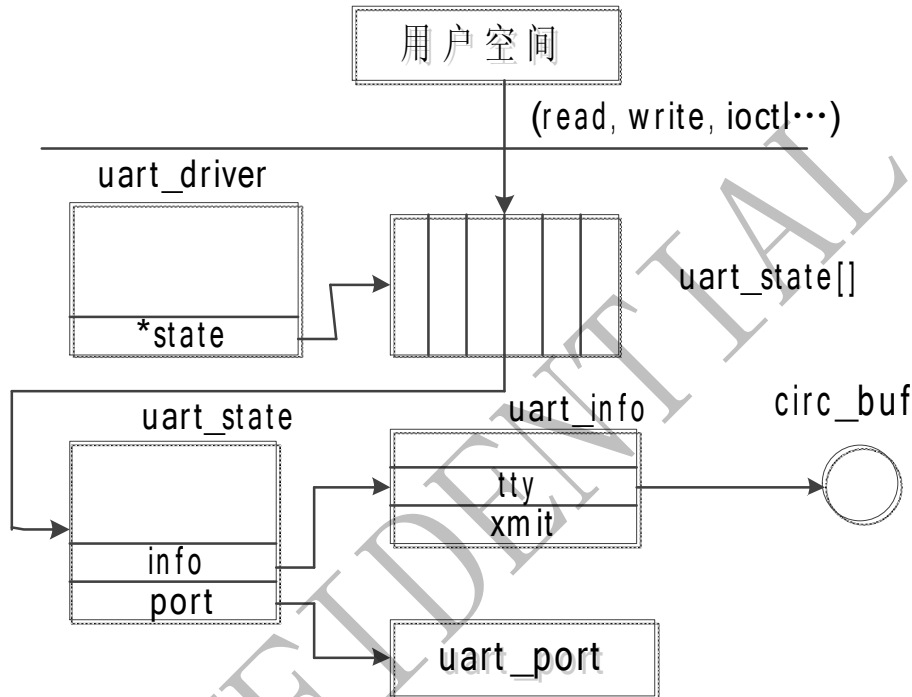 用户空间
(read, write, ioctl…)
uart_driver
*state
uart_state[]
uart_state
info
port
uart_info
tty
xmit
circ_buf
uart_port